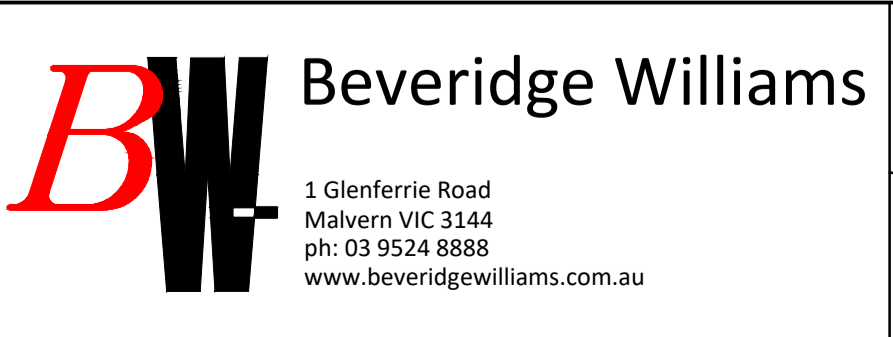 BW
Beveridge Williams
1 Glenferrie Road
Malvern VIC 3144
ph: 03 9524 8888
www.beveridgewilliams.com.au